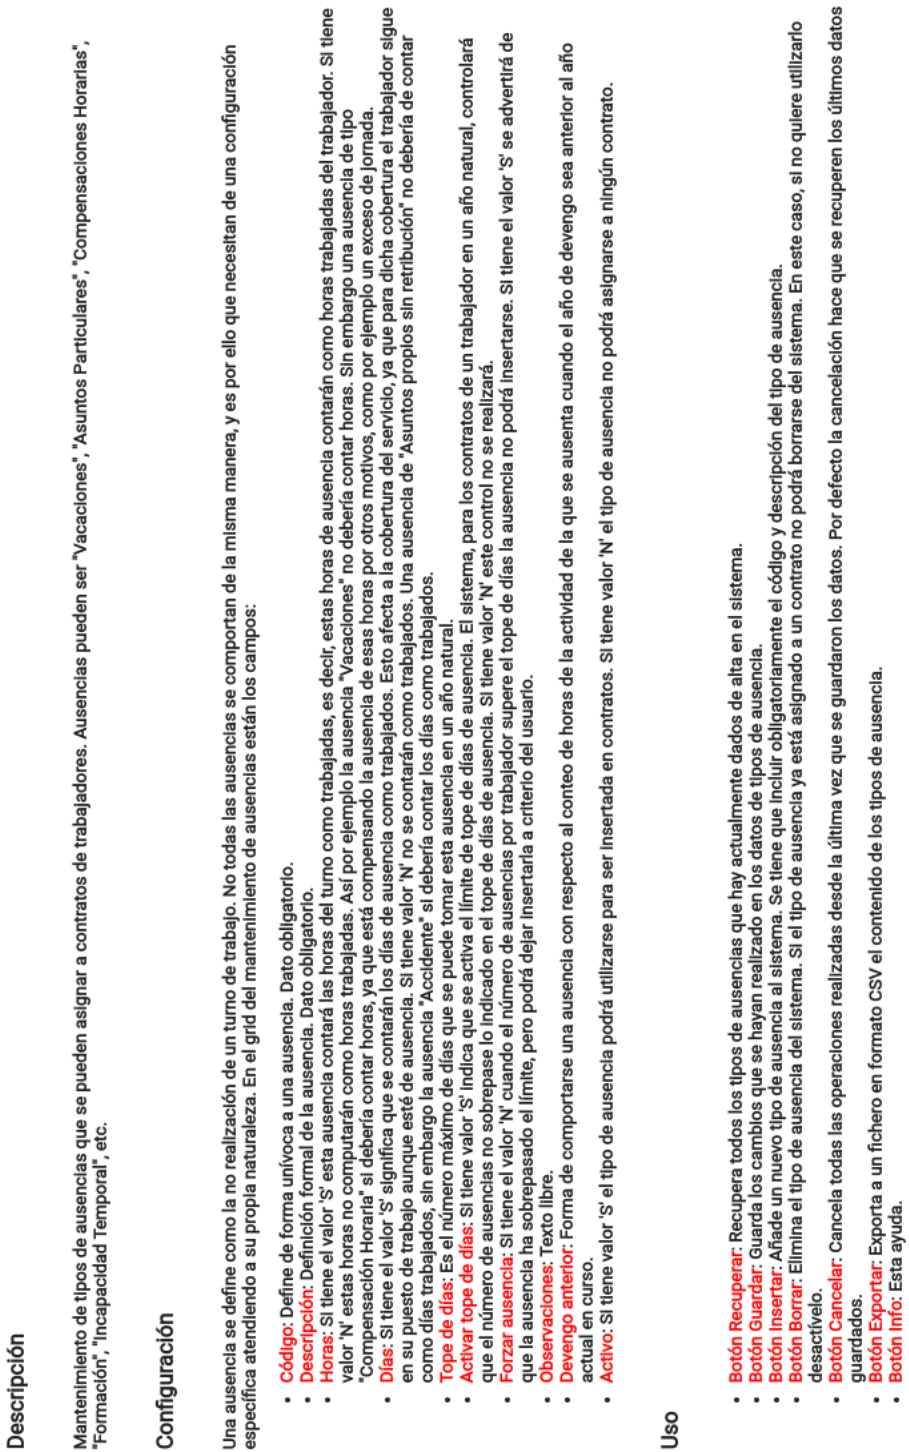 Descripción
Mantenimiento de tipos de ausencias que se pueden asignar a contratos de trabajadores. Ausencias pueden ser "Vacaciones", "Asuntos Particulares", "Compensaciones Horarias",
"Formación", "Incapacidad Temporal", etc.
Configuración
Una ausencia se define como la no realización de un turno de trabajo. No todas las ausencias se comportan de la misma manera, y es por ello que necesitan de una configuración
específica atendiendo a su propia naturaleza. En el grid del mantenimiento de ausencias están los campos:
• Código: Define de forma unívoca a una ausencia. Dato obligatorio.
• Descripción: Definición formal de la ausencia. Dato obligatorio.
• Horas: Si tiene el valor 'S' esta ausencia contará las horas del turno como trabajadas, es decir, estas horas de ausencia contarán como horas trabajadas del trabajador. Si tiene
valor 'N' estas horas no computarán como horas trabajadas. Así por ejemplo la ausencia "Vacaciones" no debería contar horas. Sin embargo una ausencia de tipo
"Compensación Horaria" si debería contar horas, ya que está compensando la ausencia de esas horas por otros motivos, como por ejemplo un exceso de jornada.
• Días: Si tiene el valor 'S' significa que se contarán los días de ausencia como trabajados. Esto afecta a la cobertura del servicio, ya que para dicha cobertura el trabajador sigue
en su puesto de trabajo aunque esté de ausencia. Si tiene valor 'N' no se contarán como trabajados. Una ausencia de "Asuntos propios sin retribución" no debería de contar
como días trabajados, sin embargo la ausencia "Accidente" si debería contar los días como trabajados.
• Tope de días: Es el número máximo de días que se puede tomar esta ausencia en un año natural.
• Activar tope de días: Si tiene valor 'S' indica que se activa el límite de tope de días de ausencia. El sistema, para los contratos de un trabajador en un año natural, controlará
que el número de ausencias no sobrepase lo indicado en el tope de días de ausencia. Si tiene valor 'N' este control no se realizará.
• Forzar ausencia: Si tiene el valor 'N' cuando el número de ausencias por trabajador supere el tope de días la ausencia no podrá insertarse. Si tiene el valor 'S' se advertirá de
que la ausencia ha sobrepasado el límite, pero podrá dejar insertarla a criterio del usuario.
• Observaciones: Texto libre.
• Devengo anterior: Forma de comportarse una ausencia con respecto al conteo de horas de la actividad de la que se ausenta cuando el año de devengo sea anterior al año
actual en curso.
• Activo: Si tiene valor 'S' el tipo de ausencia podrá utilizarse para ser insertada en contratos. Si tiene valor 'N' el tipo de ausencia no podrá asignarse a ningún contrato.
Uso
• Botón Recuperar: Recupera todos los tipos de ausencias que hay actualmente dados de alta en el sistema.
• Botón Guardar: Guarda los cambios que se hayan realizado en los datos de tipos de ausencia.
• Botón Insertar: Añade un nuevo tipo de ausencia al sistema. Se tiene que incluir obligatoriamente el código y descripción del tipo de ausencia.
• Botón Borrar: Elimina el tipo de ausencia del sistema. Si el tipo de ausencia ya está asignado a un contrato no podrá borrarse del sistema. En este caso, si no quiere utilizarlo
desactívelo.
• Botón Cancelar: Cancela todas las operaciones realizadas desde la última vez que se guardaron los datos. Por defecto la cancelación hace que se recuperen los últimos datos
guardados.
• Botón Exportar: Exporta a un fichero en formato CSV el contenido de los tipos de ausencia.
• Botón Info: Esta ayuda.